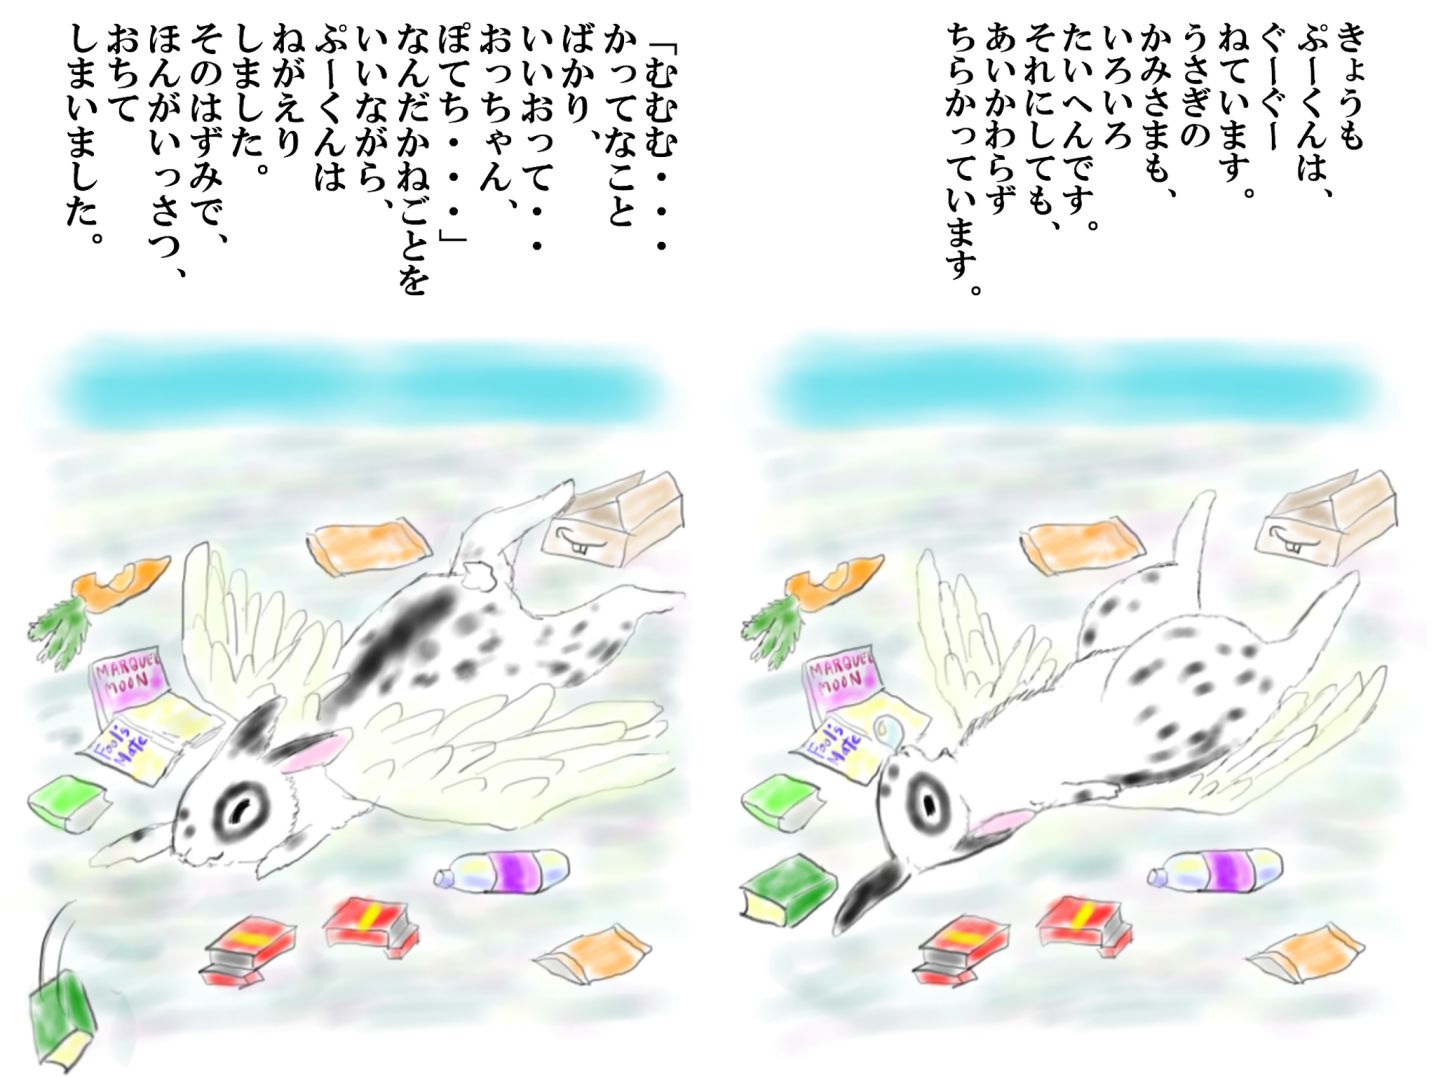 きょうも
ぷーくんは、
ぐーぐー
ねています。
うさぎの
かみさまも、
いろいろ
たいへんです。
それにしても、
あいかわらず
ちらかっています。
MARQUEE
MOON
Fool's
Mate
「むむむ・・・
かってなこと
ばかり、
いいおって・・
おっちゃん、
ぽてち・・・・」
なんだかねごとを
いいながら、
ぷーくんは
ねがえり
しました。
そのはずみで、
ほんがいっさつ、
おちて
しまいました。
MARQUEE
MOON
Fool's
Mate